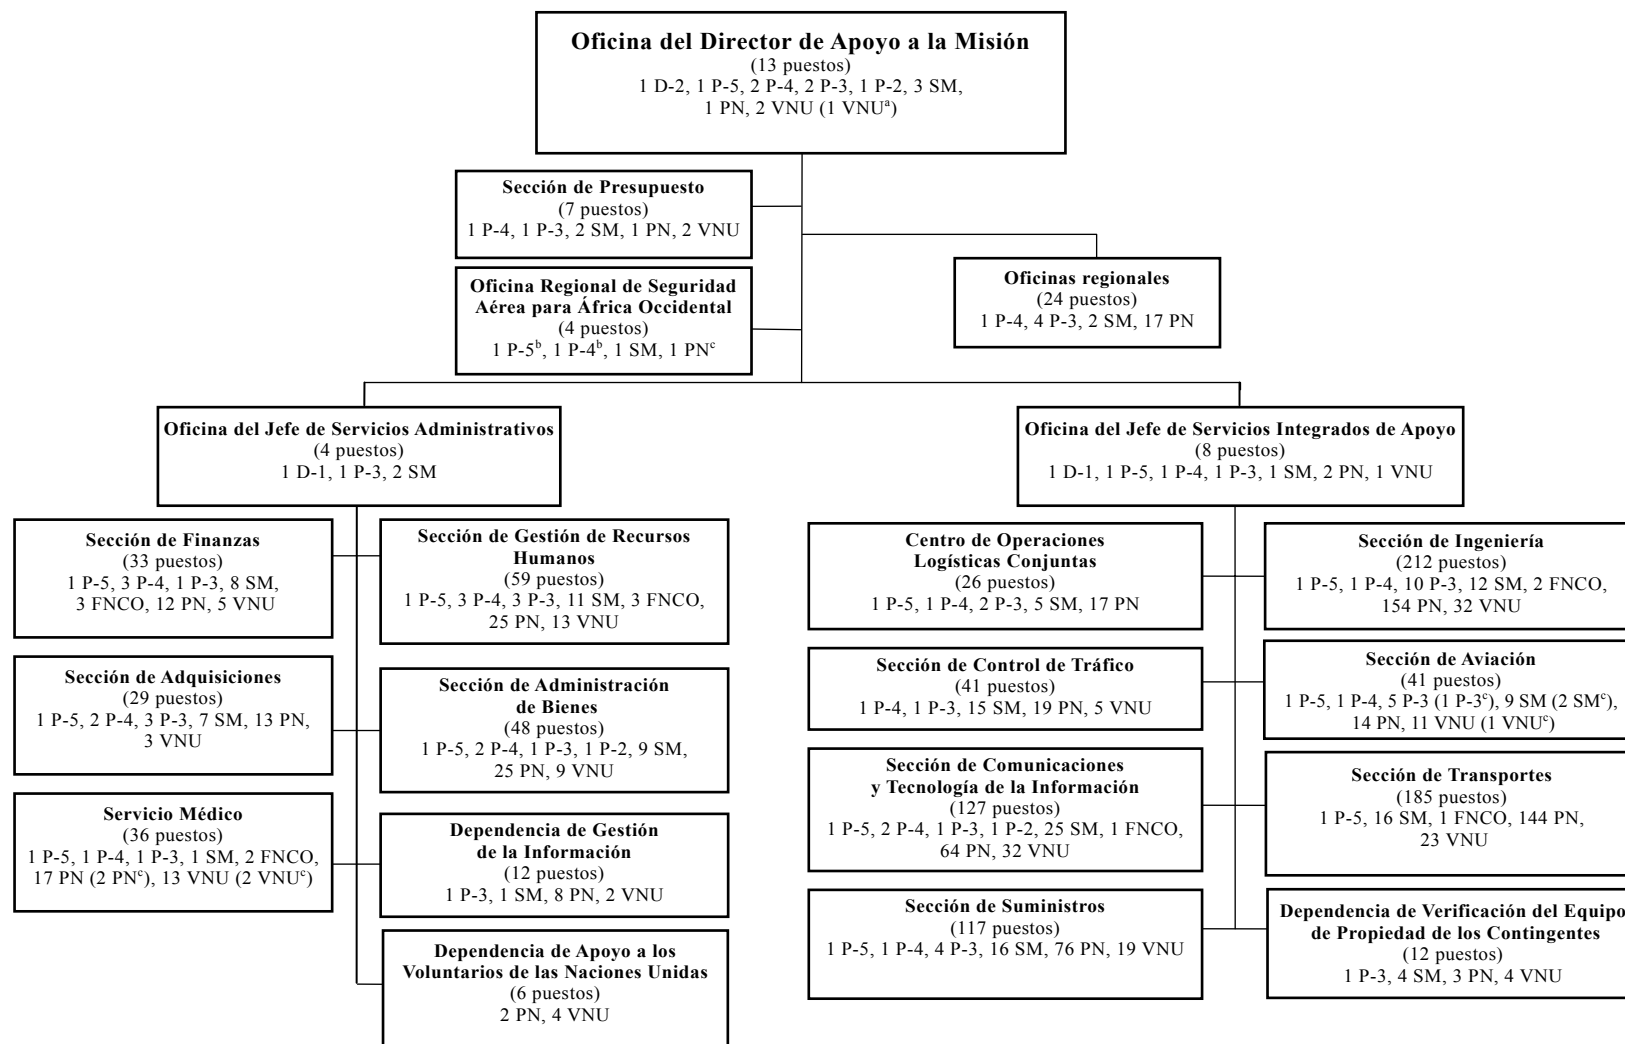 Oficina del Director de Apoyo a la Misión
(13 puestos)
1 D-2, 1 P-5, 2 P-4, 2 P-3, 1 P-2, 3 SM,
1 PN, 2 VNU (1 VNUᵃ)
Sección de Presupuesto
(7 puestos)
1 P-4, 1 P-3, 2 SM, 1 PN, 2 VNU
Oficina Regional de Seguridad
Aérea para África Occidental
(4 puestos)
1 P-5ᵇ, 1 P-4ᵇ, 1 SM, 1 PNᶜ
Oficinas regionales
(24 puestos)
1 P-4, 4 P-3, 2 SM, 17 PN
Oficina del Jefe de Servicios Administrativos
(4 puestos)
1 D-1, 1 P-3, 2 SM
Oficina del Jefe de Servicios Integrados de Apoyo
(8 puestos)
1 D-1, 1 P-5, 1 P-4, 1 P-3, 1 SM, 2 PN, 1 VNU
Sección de Finanzas
(33 puestos)
1 P-5, 3 P-4, 1 P-3, 8 SM,
3 FNCO, 12 PN, 5 VNU
Sección de Gestión de Recursos
Humanos
(59 puestos)
1 P-5, 3 P-4, 3 P-3, 11 SM, 3 FNCO,
25 PN, 13 VNU
Sección de Adquisiciones
(29 puestos)
1 P-5, 2 P-4, 3 P-3, 7 SM, 13 PN,
3 VNU
Sección de Administración
de Bienes
(48 puestos)
1 P-5, 2 P-4, 1 P-3, 1 P-2, 9 SM,
25 PN, 9 VNU
Servicio Médico
(36 puestos)
1 P-5, 1 P-4, 1 P-3, 1 SM, 2 FNCO,
17 PN (2 PNᶜ), 13 VNU (2 VNUᶜ)
Dependencia de Gestión
de la Información
(12 puestos)
1 P-3, 1 SM, 8 PN, 2 VNU
Dependencia de Apoyo a los
Voluntarios de las Naciones Unidas
(6 puestos)
2 PN, 4 VNU
Centro de Operaciones
Logísticas Conjuntas
(26 puestos)
1 P-5, 1 P-4, 2 P-3, 5 SM, 17 PN
Sección de Ingeniería
(212 puestos)
1 P-5, 1 P-4, 10 P-3, 12 SM, 2 FNCO,
154 PN, 32 VNU
Sección de Control de Tráfico
(41 puestos)
1 P-4, 1 P-3, 15 SM, 19 PN, 5 VNU
Sección de Aviación
(41 puestos)
1 P-5, 1 P-4, 5 P-3 (1 P-3ᶜ), 9 SM (2 SMᶜ),
14 PN, 11 VNU (1 VNUᶜ)
Sección de Comunicaciones
y Tecnología de la Información
(127 puestos)
1 P-5, 2 P-4, 1 P-3, 1 P-2, 25 SM, 1 FNCO,
64 PN, 32 VNU
Sección de Transportes
(185 puestos)
1 P-5, 16 SM, 1 FNCO, 144 PN,
23 VNU
Sección de Suministros
(117 puestos)
1 P-5, 1 P-4, 4 P-3, 16 SM, 76 PN, 19 VNU
Dependencia de Verificación del Equipo
de Propiedad de los Contingentes
(12 puestos)
1 P-3, 4 SM, 3 PN, 4 VNU